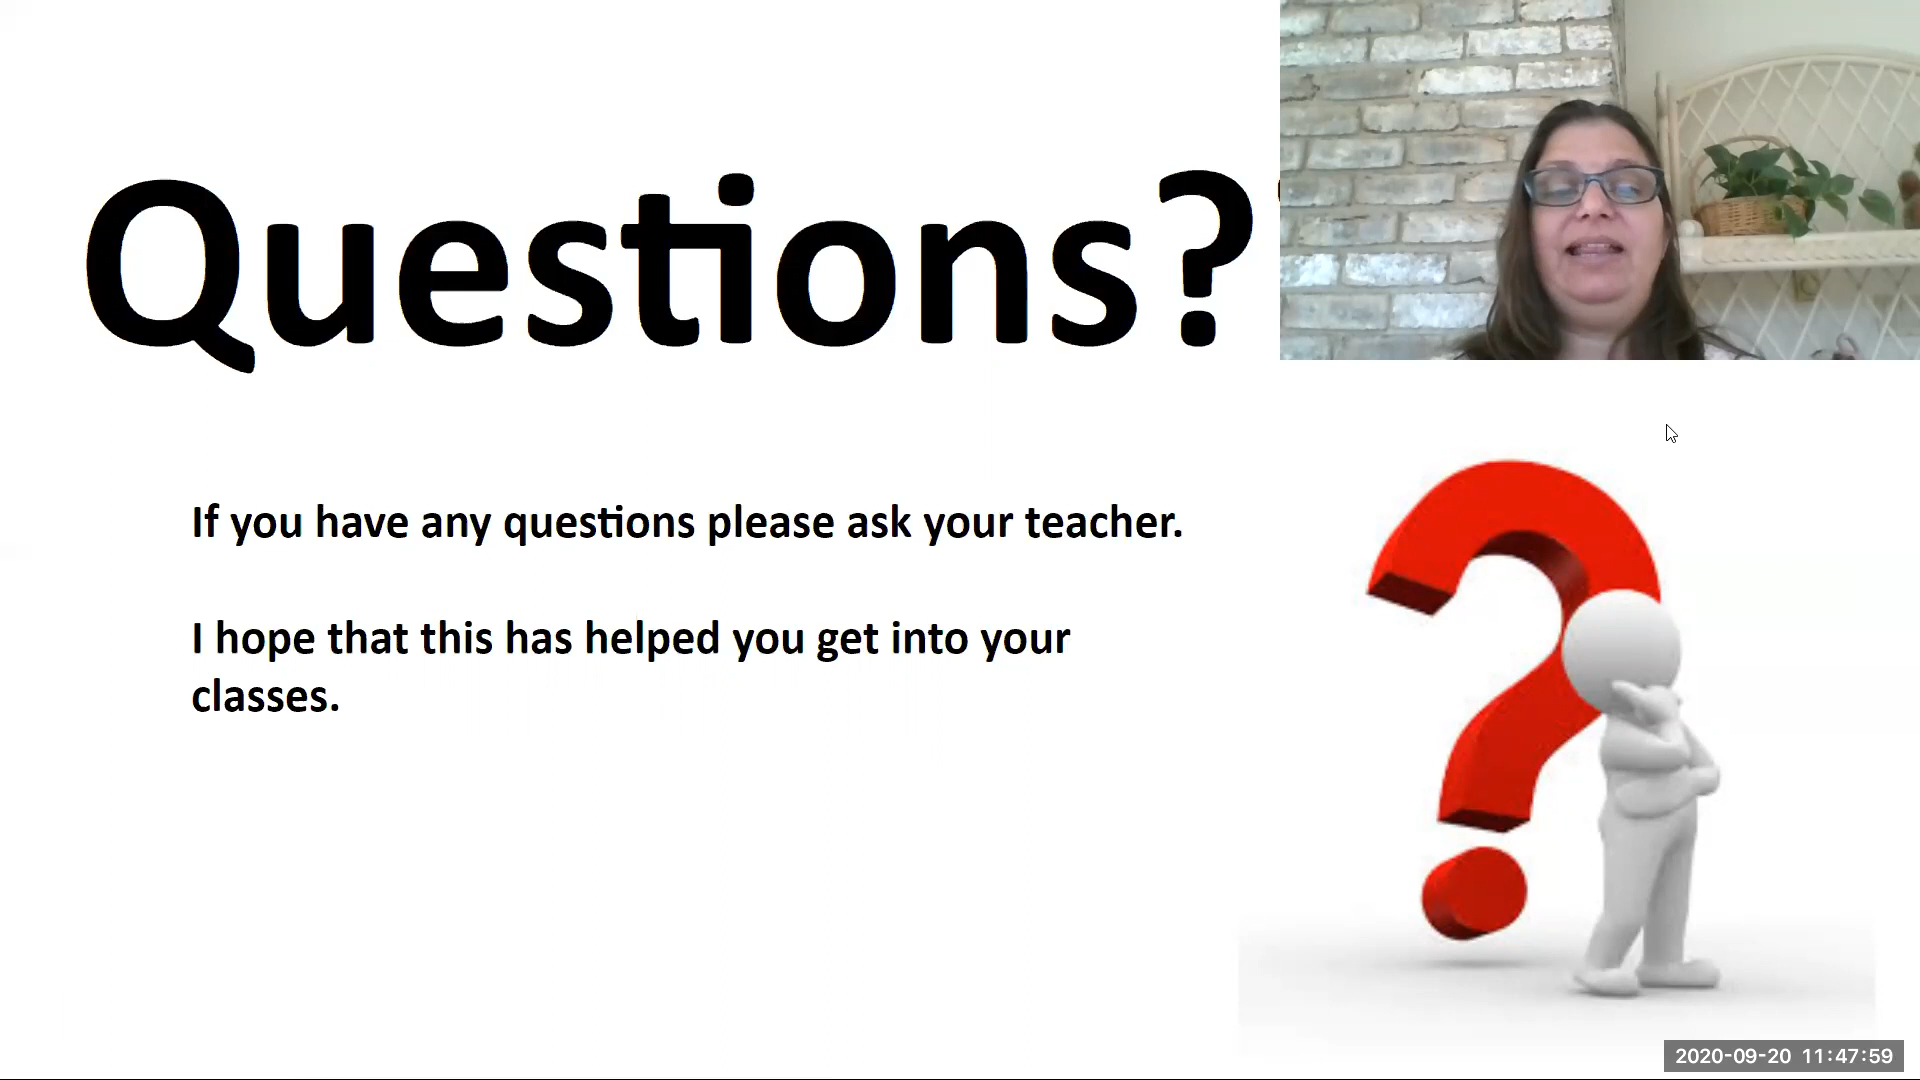 Questions?
If you have any questions please ask your teacher.
I hope that this has helped you get into your
classes.
2020-09-20 11:47:59